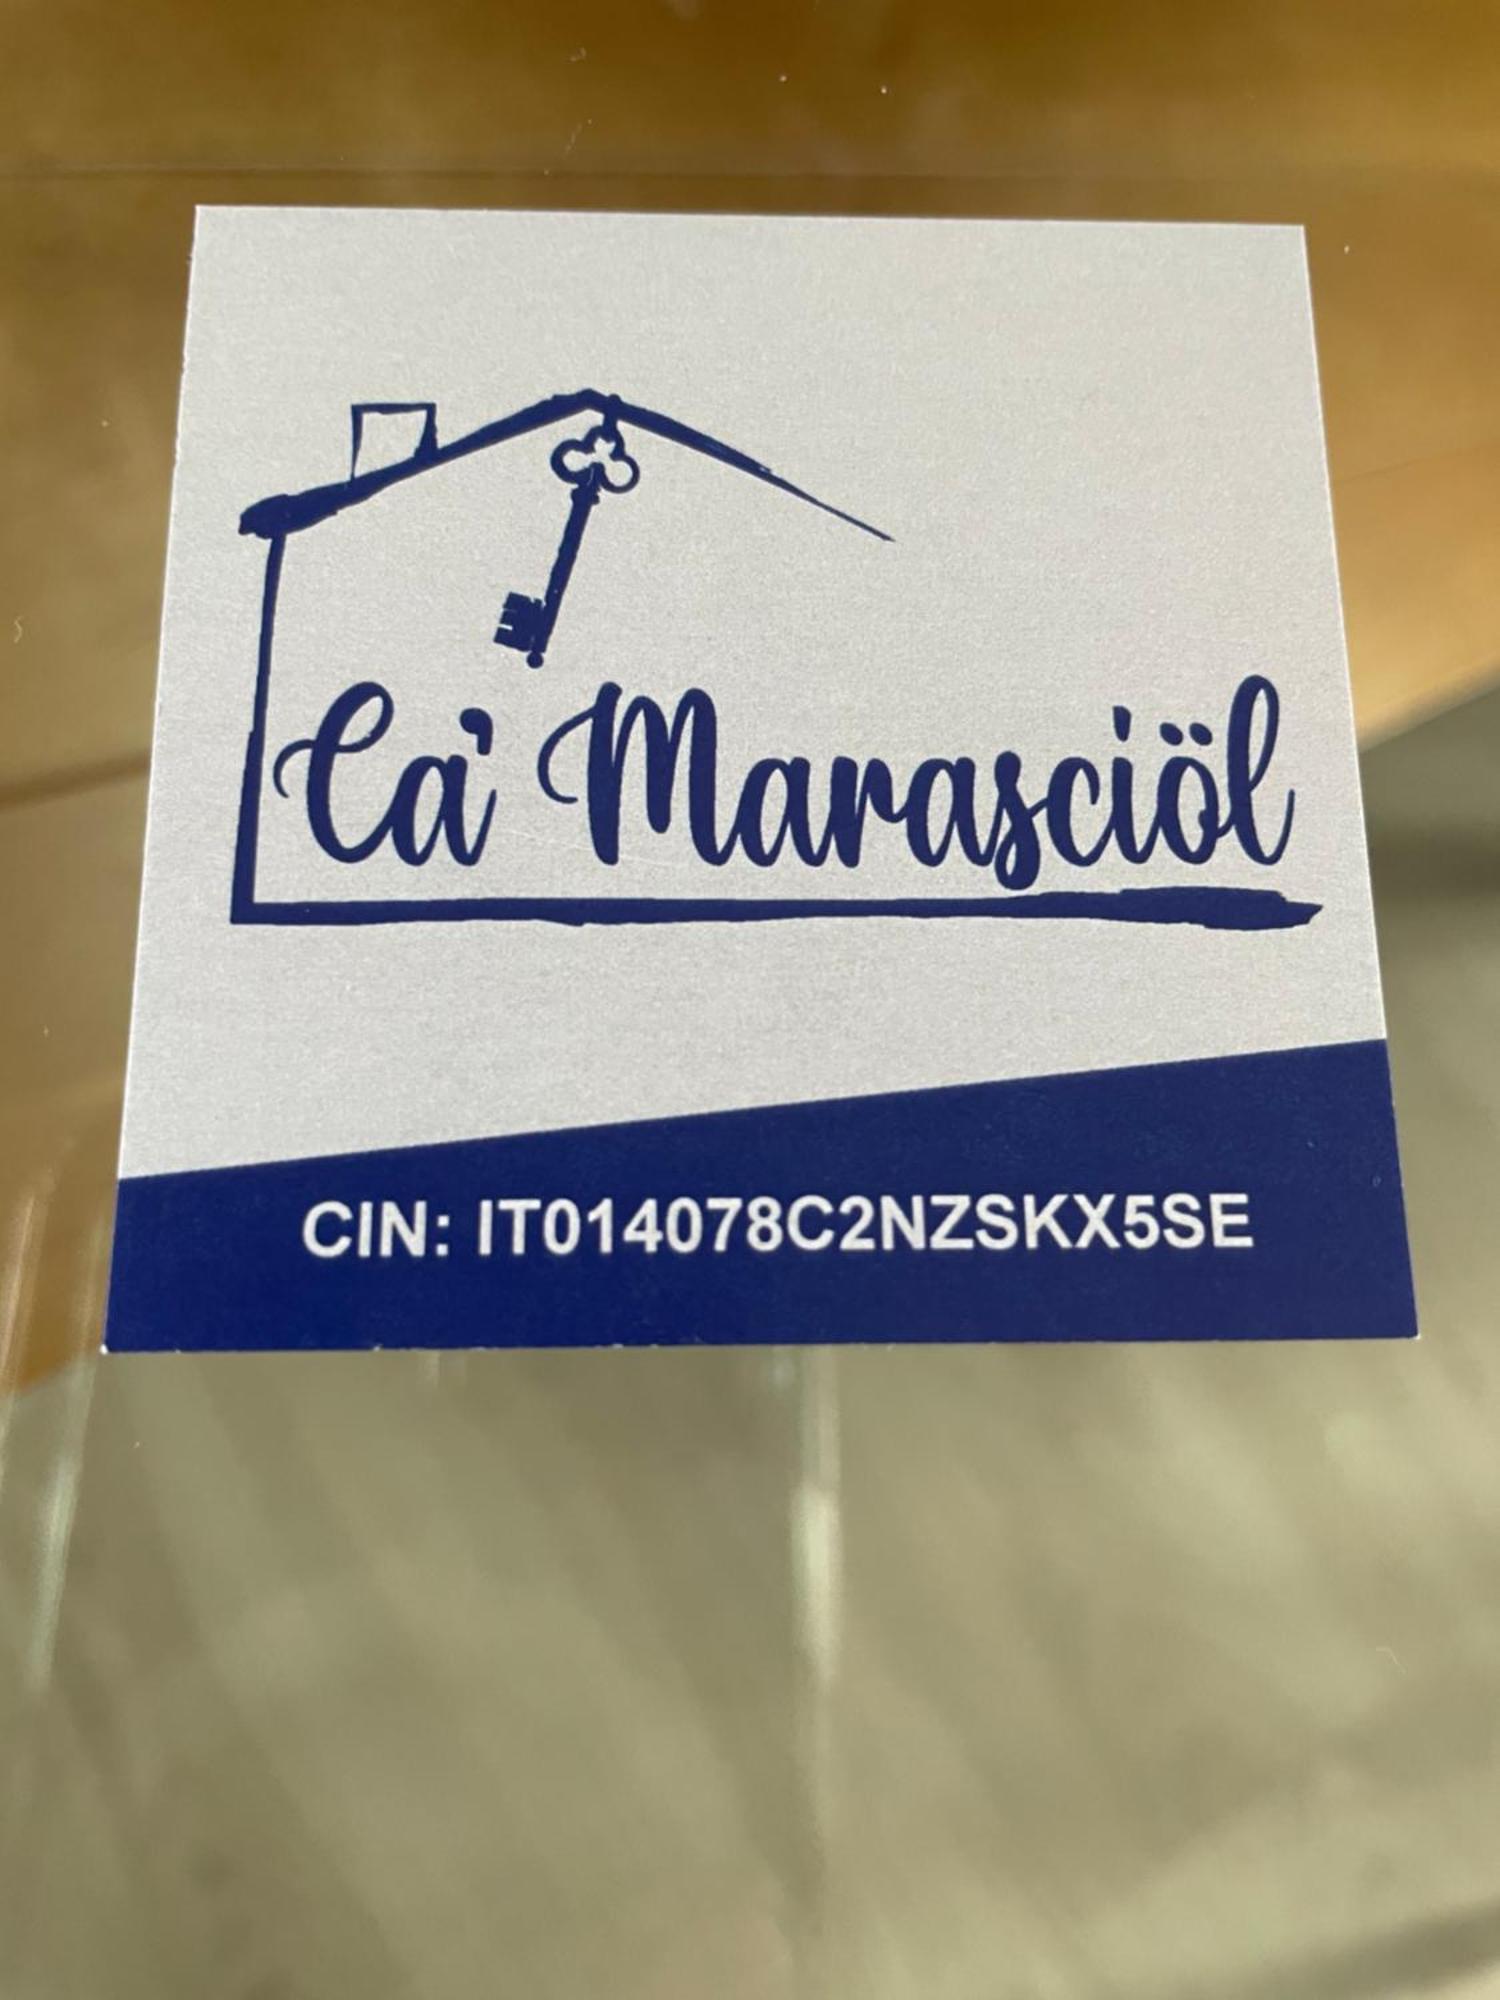 Ca' Marasciöl
CIN: IT014078C2NZSKX5SE